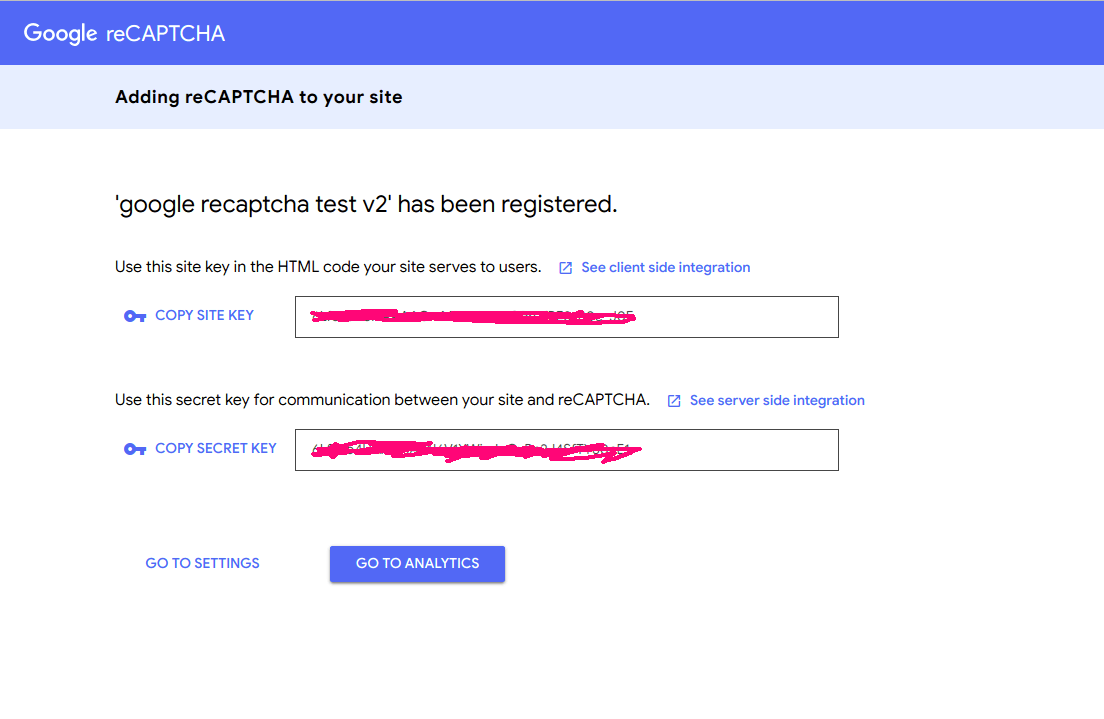 Google reCAPTCHA
Adding reCAPTCHA to your site
'google recaptcha test v2' has been registered.
Use this site key in the HTML code your site serves to users. See client side integration
COPY SITE KEY
Use this secret key for communication between your site and reCAPTCHA. See server side integration
COPY SECRET KEY
GO TO SETTINGS GO TO ANALYTICS